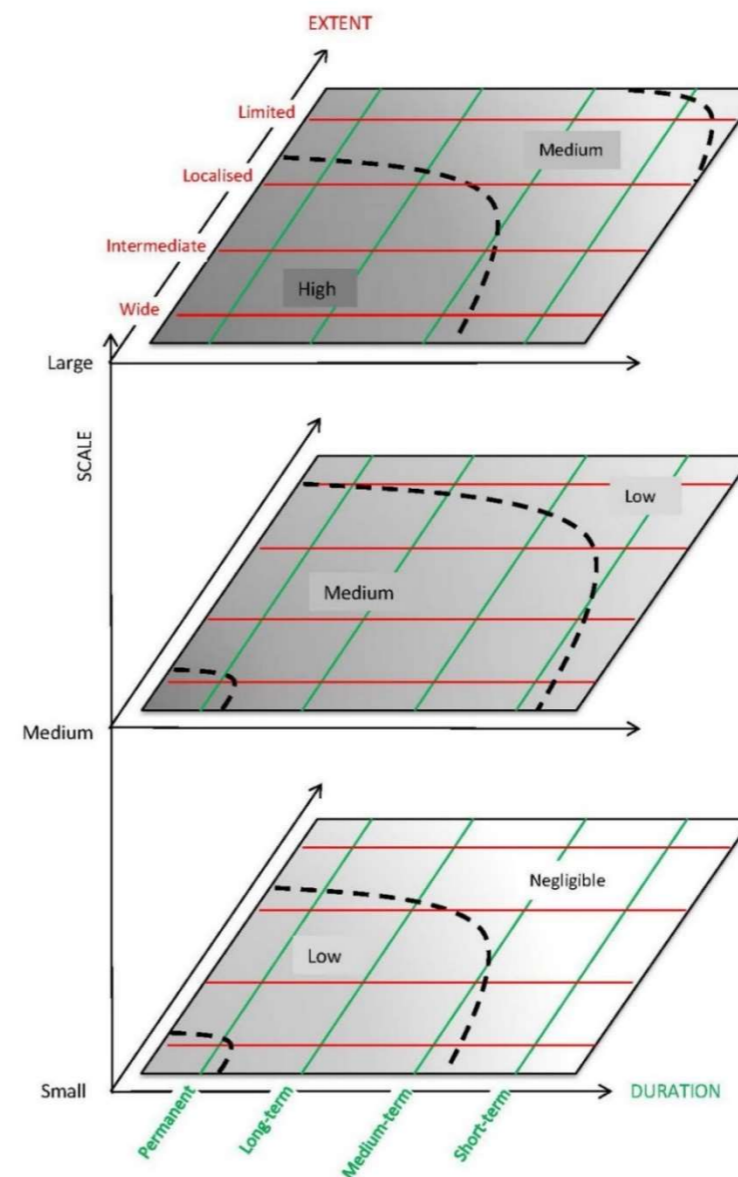 EXTENT
Limited
Medium
Localised
Intermediate
High
Wide
Large
SCALE
Low
Medium
Medium
Negligible
Low
Small
DURATION
Permanent
Long-term
Medium-term
Short-term